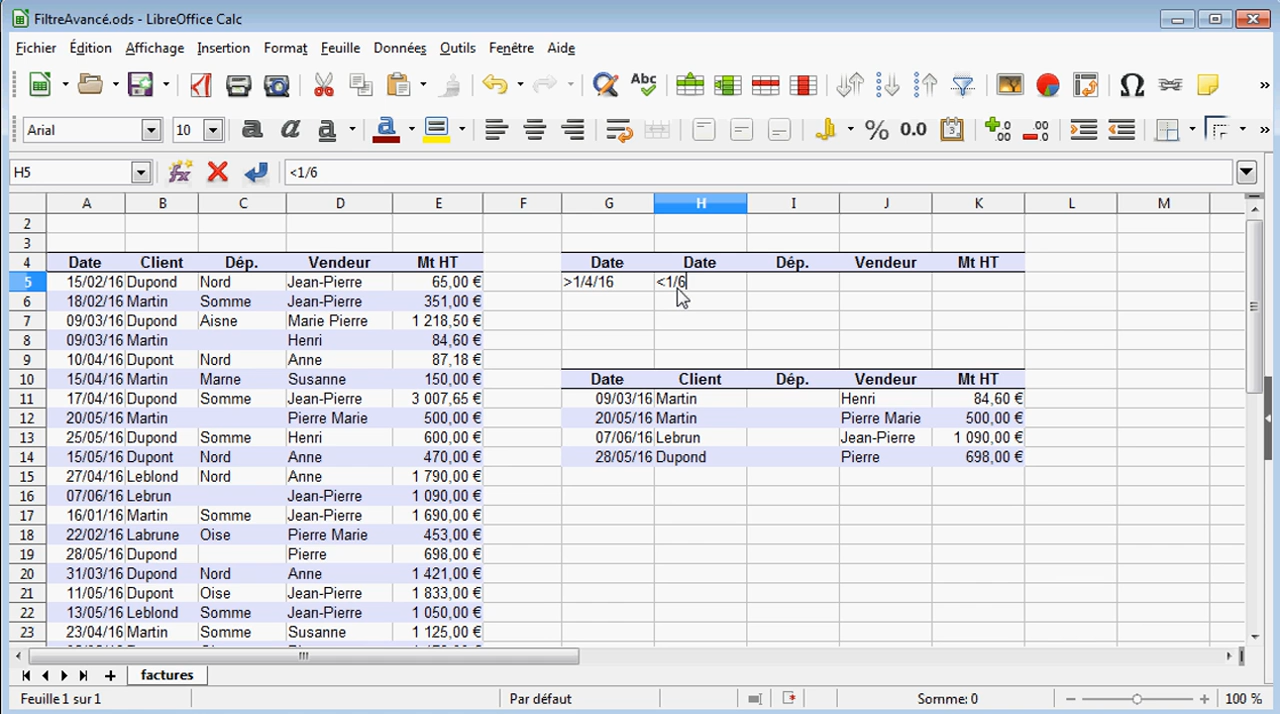 FiltreAvancé.ods - LibreOffice Calc
Fichier Édition Affichage Insertion Format Feuille Données Outils Fenêtre Aide
Abc
Arial 10 a a a a % 0.0
H5 <1/6
A B C D E F G H I J K L M
2
3
4 Date Client Dép. Vendeur Mt HT Date Date Dép. Vendeur Mt HT
5 15/02/16 Dupond Nord Jean-Pierre 65,00 € >1/4/16 <1/6
6 18/02/16 Martin Somme Jean-Pierre 351,00 €
7 09/03/16 Dupond Aisne Marie Pierre 1 218,50 €
8 09/03/16 Martin Henri 84,60 €
9 10/04/16 Dupont Nord Anne 87,18 €
10 15/04/16 Martin Marne Susanne 150,00 € Date Client Dép. Vendeur Mt HT
11 17/04/16 Dupond Somme Jean-Pierre 3 007,65 € 09/03/16 Martin Henri 84,60 €
12 20/05/16 Martin Pierre Marie 500,00 € 20/05/16 Martin Pierre Marie 500,00 €
13 25/05/16 Dupond Somme Henri 600,00 € 07/06/16 Lebrun Jean-Pierre 1 090,00 €
14 15/05/16 Dupont Nord Anne 470,00 € 28/05/16 Dupond Pierre 698,00 €
15 27/04/16 Leblond Nord Anne 1 790,00 €
16 07/06/16 Lebrun Jean-Pierre 1 090,00 €
17 16/01/16 Martin Somme Jean-Pierre 1 690,00 €
18 22/02/16 Labrune Oise Pierre Marie 453,00 €
19 28/05/16 Dupond Pierre 698,00 €
20 31/03/16 Dupond Nord Anne 1 421,00 €
21 11/05/16 Dupont Oise Jean-Pierre 1 833,00 €
22 13/05/16 Leblond Somme Jean-Pierre 1 050,00 €
23 23/04/16 Martin Somme Susanne 1 125,00 €
factures
Feuille 1 sur 1 Par défaut Somme: 0 100 %